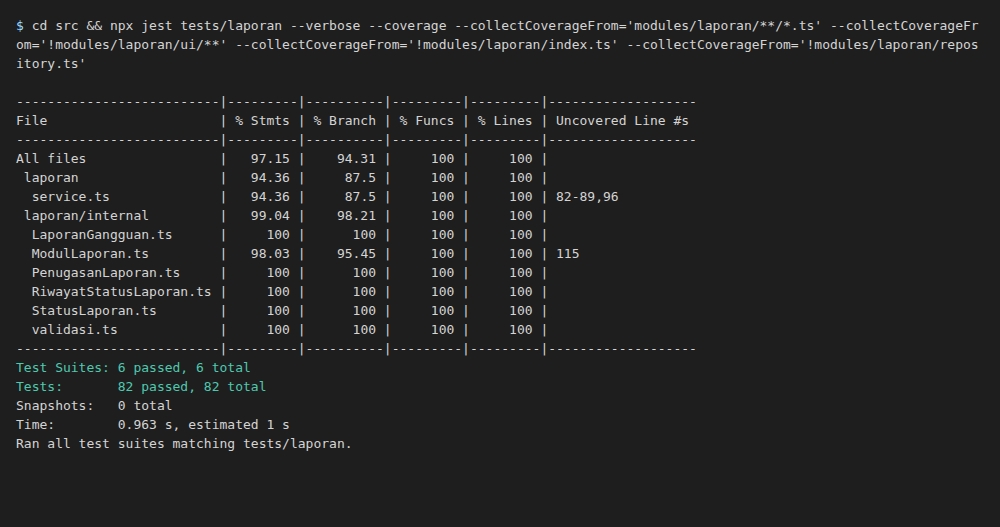 $ cd src && npx jest tests/laporan --verbose --coverage --collectCoverageFrom='modules/laporan/**/*.ts' --collectCoverageFr
om='!modules/laporan/ui/**' --collectCoverageFrom='!modules/laporan/index.ts' --collectCoverageFrom='!modules/laporan/repos
itory.ts'
--------------------------|---------|----------|---------|---------|-------------------
File                      | % Stmts | % Branch | % Funcs | % Lines | Uncovered Line #s
--------------------------|---------|----------|---------|---------|-------------------
All files                 |   97.15 |    94.31 |     100 |     100 |
 laporan                  |   94.36 |     87.5 |     100 |     100 |
  service.ts              |   94.36 |     87.5 |     100 |     100 | 82-89,96
 laporan/internal         |   99.04 |    98.21 |     100 |     100 |
  LaporanGangguan.ts      |     100 |      100 |     100 |     100 |
  ModulLaporan.ts         |   98.03 |    95.45 |     100 |     100 | 115
  PenugasanLaporan.ts     |     100 |      100 |     100 |     100 |
  RiwayatStatusLaporan.ts |     100 |      100 |     100 |     100 |
  StatusLaporan.ts        |     100 |      100 |     100 |     100 |
  validasi.ts             |     100 |      100 |     100 |     100 |
--------------------------|---------|----------|---------|---------|-------------------
Test Suites: 6 passed, 6 total
Tests:       82 passed, 82 total
Snapshots:   0 total
Time:        0.963 s, estimated 1 s
Ran all test suites matching tests/laporan.